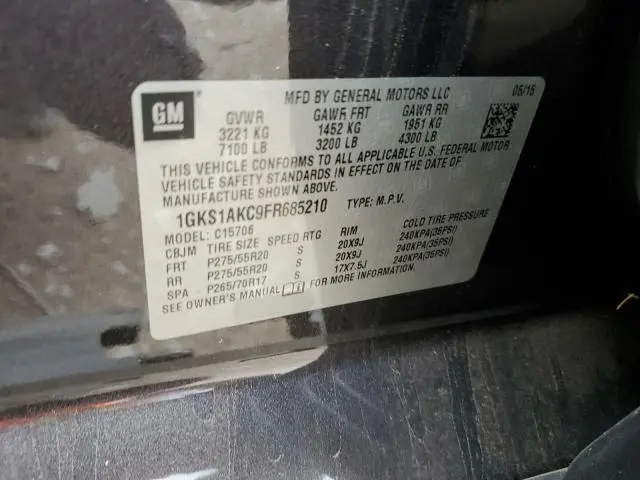 GM
MFD BY GENERAL MOTORS LLC 05/15
GVWR GAWR FRT GAWR RR
3221 KG 1452 KG 1951 KG
7100 LB 3200 LB 4300 LB
THIS VEHICLE CONFORMS TO ALL APPLICABLE U.S. FEDERAL MOTOR
VEHICLE SAFETY STANDARDS IN EFFECT ON THE DATE OF
MANUFACTURE SHOWN ABOVE.
1GKS1AKC9FR685210 TYPE: M.P.V.
MODEL: C15706
CBJM TIRE SIZE SPEED RTG RIM COLD TIRE PRESSURE
FRT P275/55R20 S 20X9J 240KPA(35PSI)
RR P275/55R20 S 20X9J 240KPA(35PSI)
SPA P265/70R17 S 17X7.5J 240KPA(35PSI)
SEE OWNER'S MANUAL FOR MORE INFORMATION.